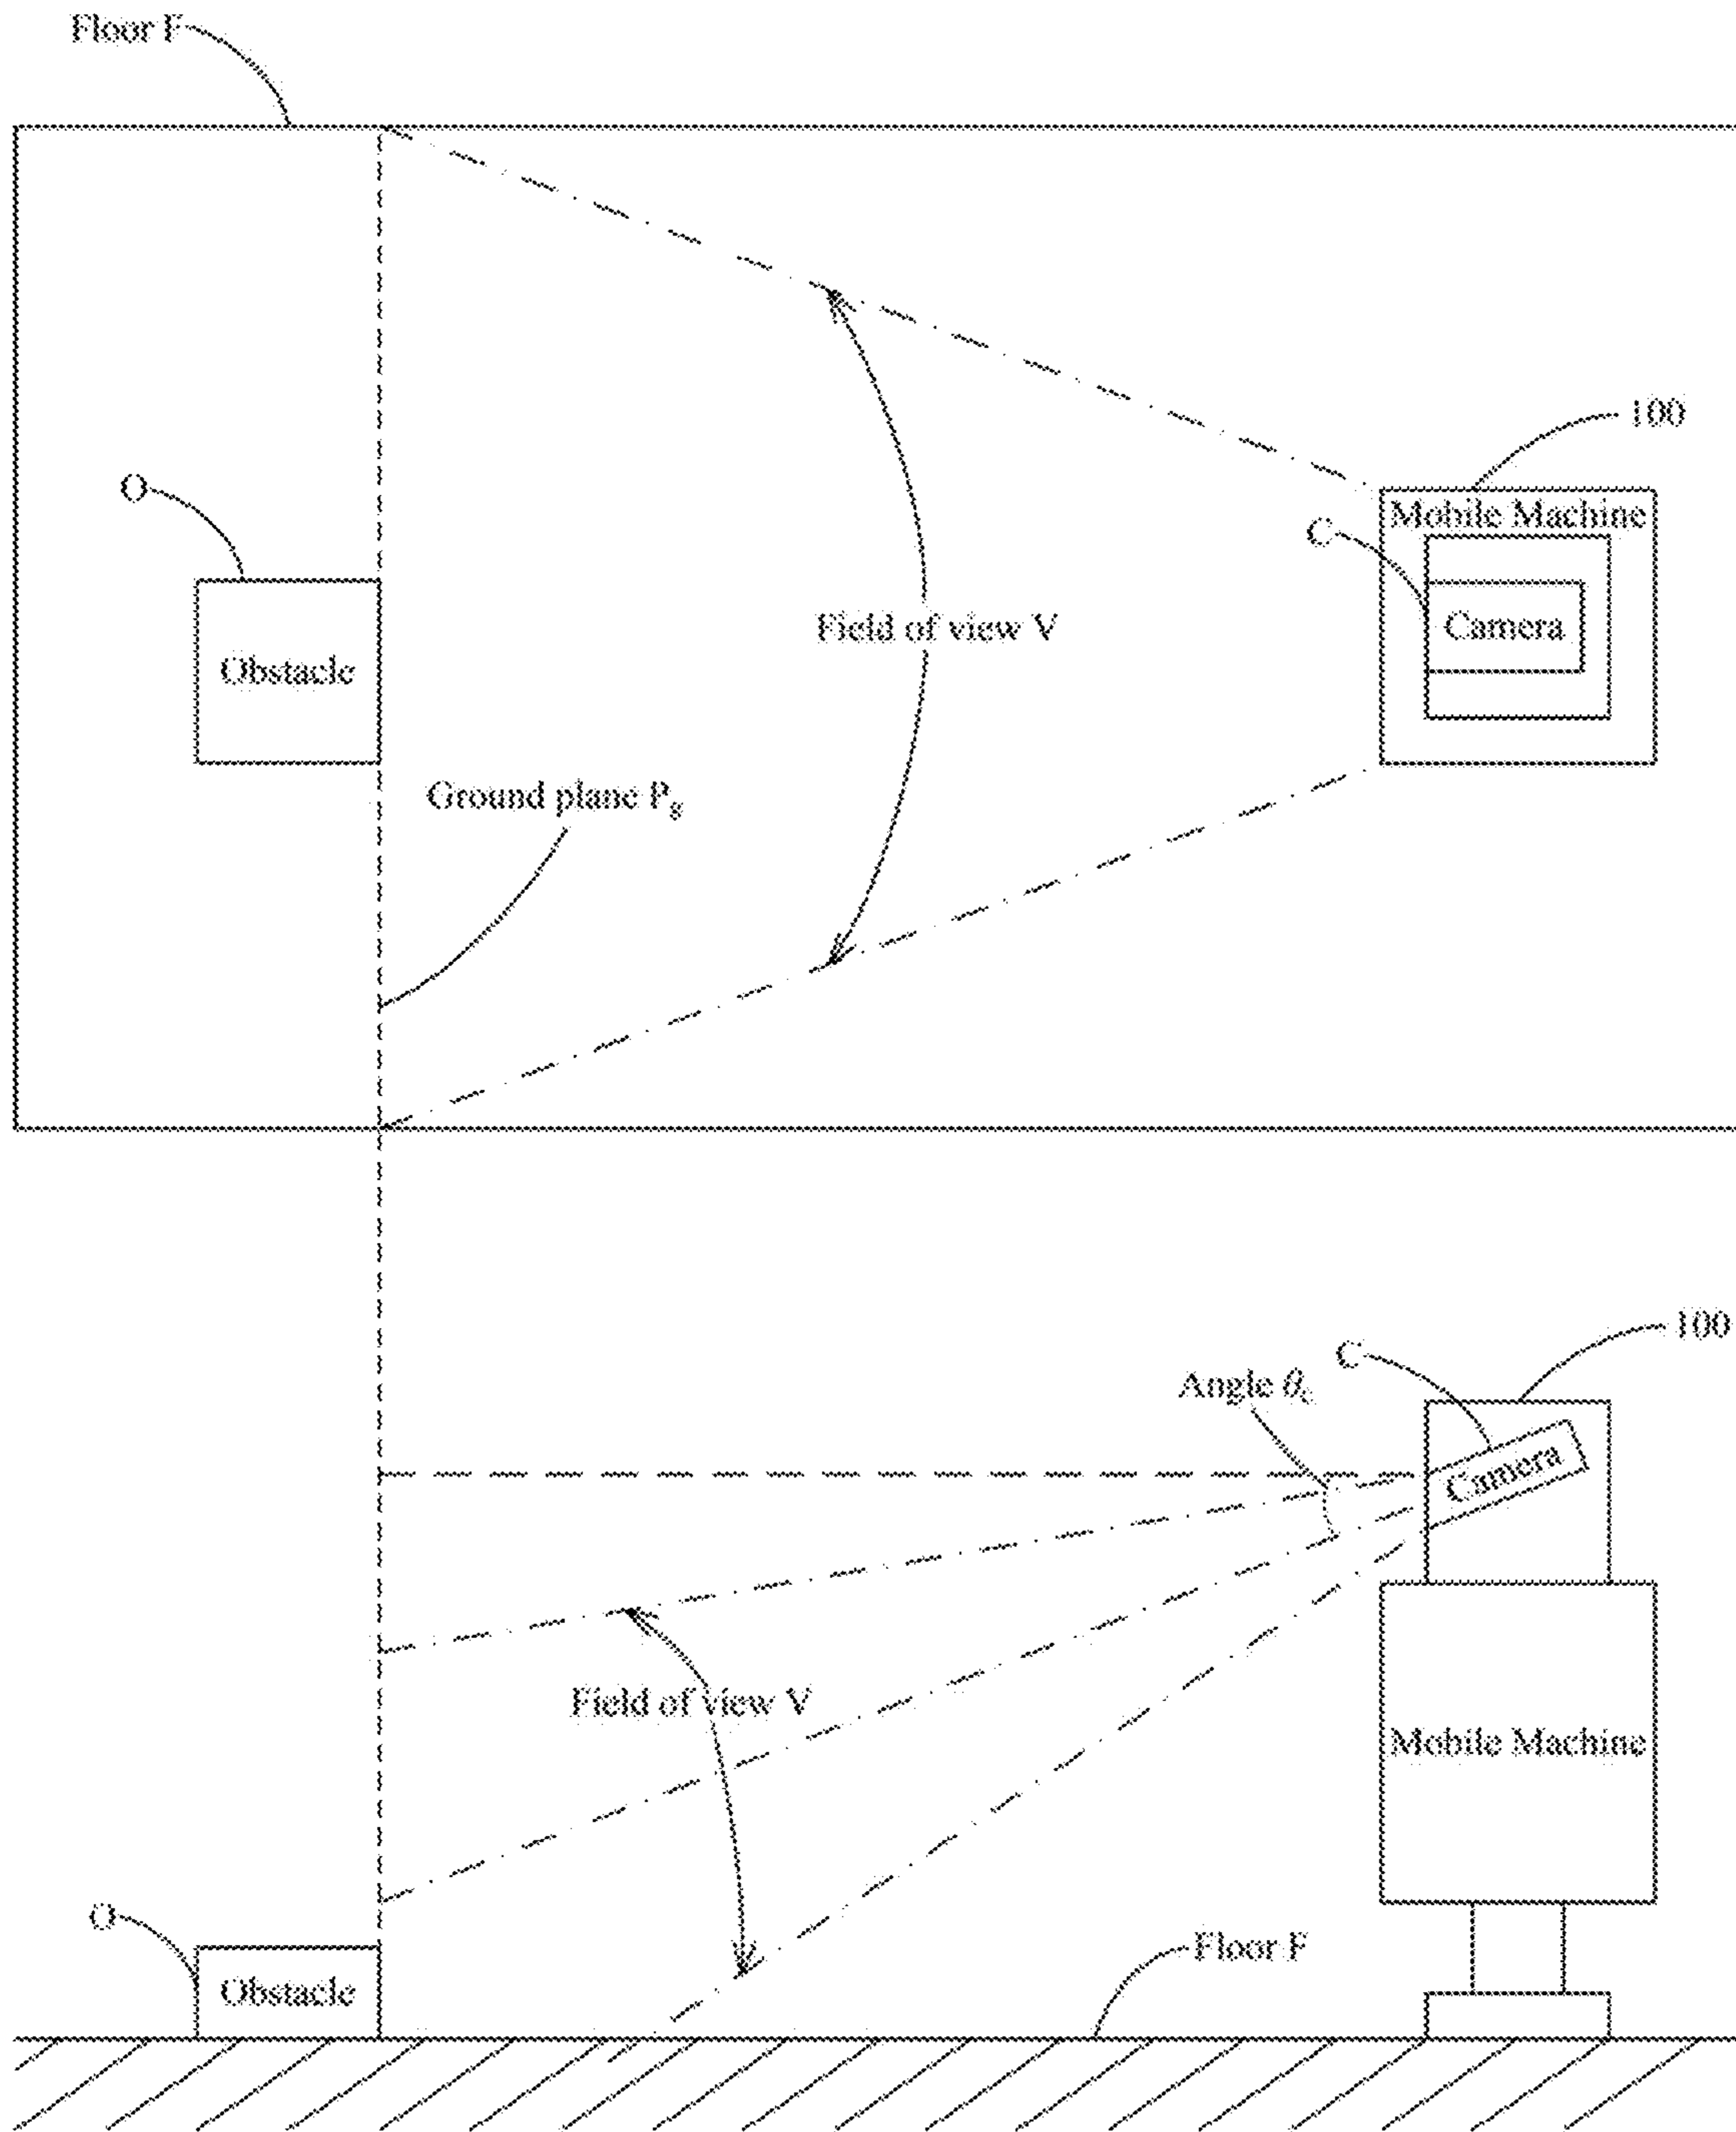 Floor F
100
O
Mobile Machine
C
Camera
Field of view V
Obstacle
Ground plane Pg
100
C
Angle θc
Camera
Field of view V
Mobile Machine
O
Floor F
Obstacle